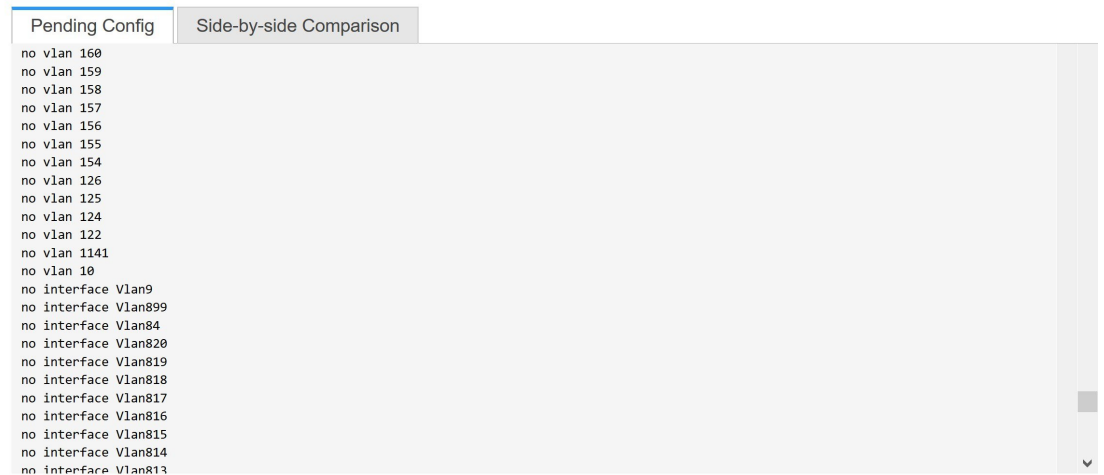 Pending Config
Side-by-side Comparison
no vlan 160
no vlan 159
no vlan 158
no vlan 157
no vlan 156
no vlan 155
no vlan 154
no vlan 126
no vlan 125
no vlan 124
no vlan 122
no vlan 1141
no vlan 10
no interface Vlan9
no interface Vlan899
no interface Vlan84
no interface Vlan820
no interface Vlan819
no interface Vlan818
no interface Vlan817
no interface Vlan816
no interface Vlan815
no interface Vlan814
no interface Vlan813